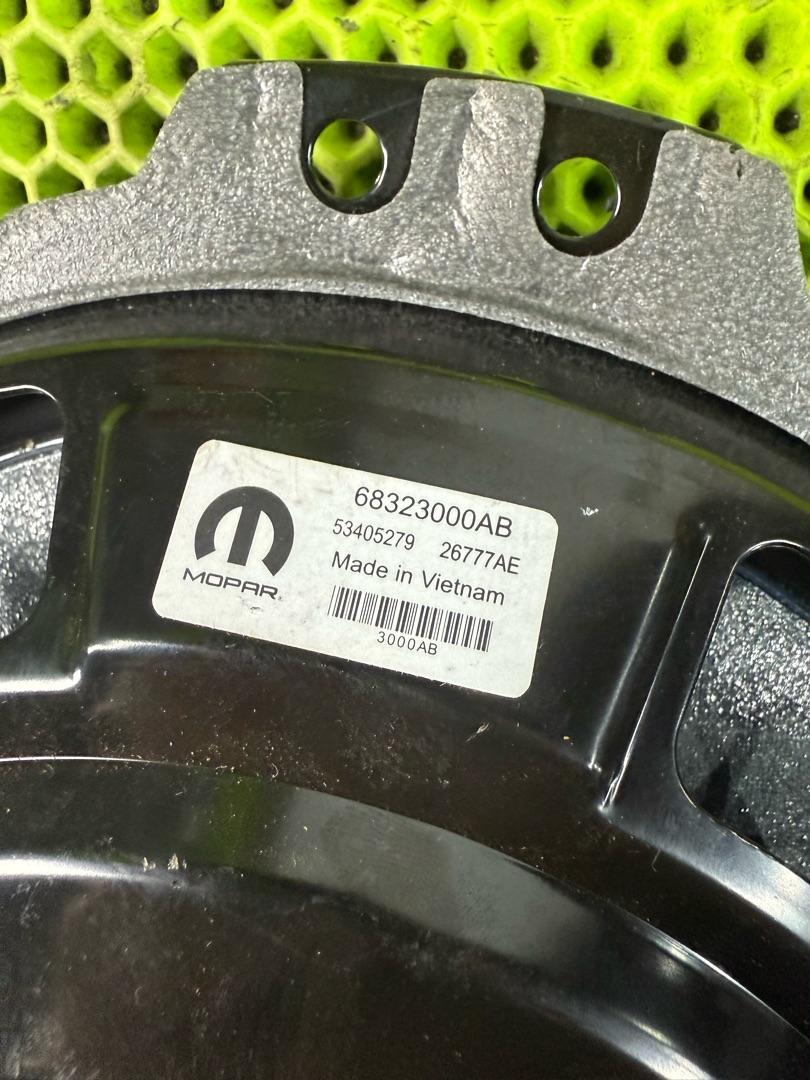 MOPAR
68323000AB
53405279 26777AE
Made in Vietnam
3000AB